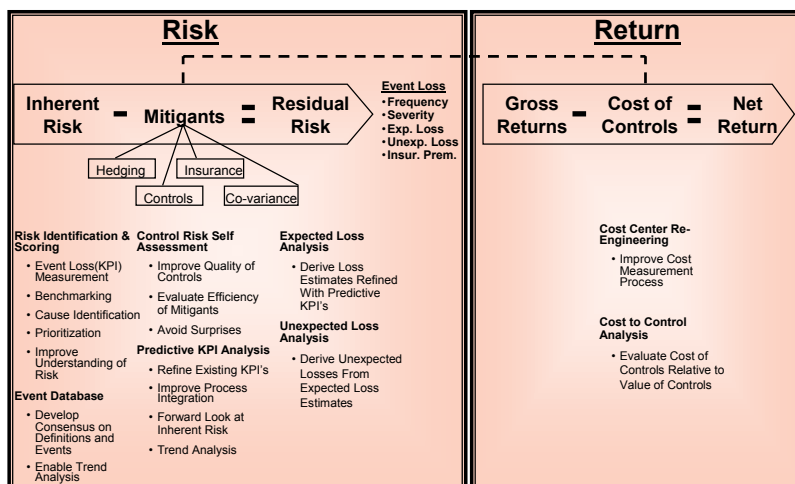 Risk
Inherent
Risk
-
Mitigants
=
Residual
Risk
Event Loss
•Frequency
•Severity
•Exp. Loss
•Unexp. Loss
•Insur. Prem.
Hedging
Insurance
Controls
Co-variance
Risk Identification &
Scoring
• Event Loss(KPI)
Measurement
• Benchmarking
• Cause Identification
• Prioritization
• Improve
Understanding of
Risk
Event Database
• Develop
Consensus on
Definitions and
Events
• Enable Trend
Analysis
Control Risk Self
Assessment
• Improve Quality of
Controls
• Evaluate Efficiency
of Mitigants
• Avoid Surprises
Predictive KPI Analysis
• Refine Existing KPI's
• Improve Process
Integration
• Forward Look at
Inherent Risk
• Trend Analysis
Expected Loss
Analysis
• Derive Loss
Estimates Refined
With Predictive
KPI's
Unexpected Loss
Analysis
• Derive Unexpected
Losses From
Expected Loss
Estimates
Return
Gross
Returns
-
Cost of
Controls
=
Net
Return
Cost Center Re-
Engineering
• Improve Cost
Measurement
Process
Cost to Control
Analysis
• Evaluate Cost of
Controls Relative to
Value of Controls